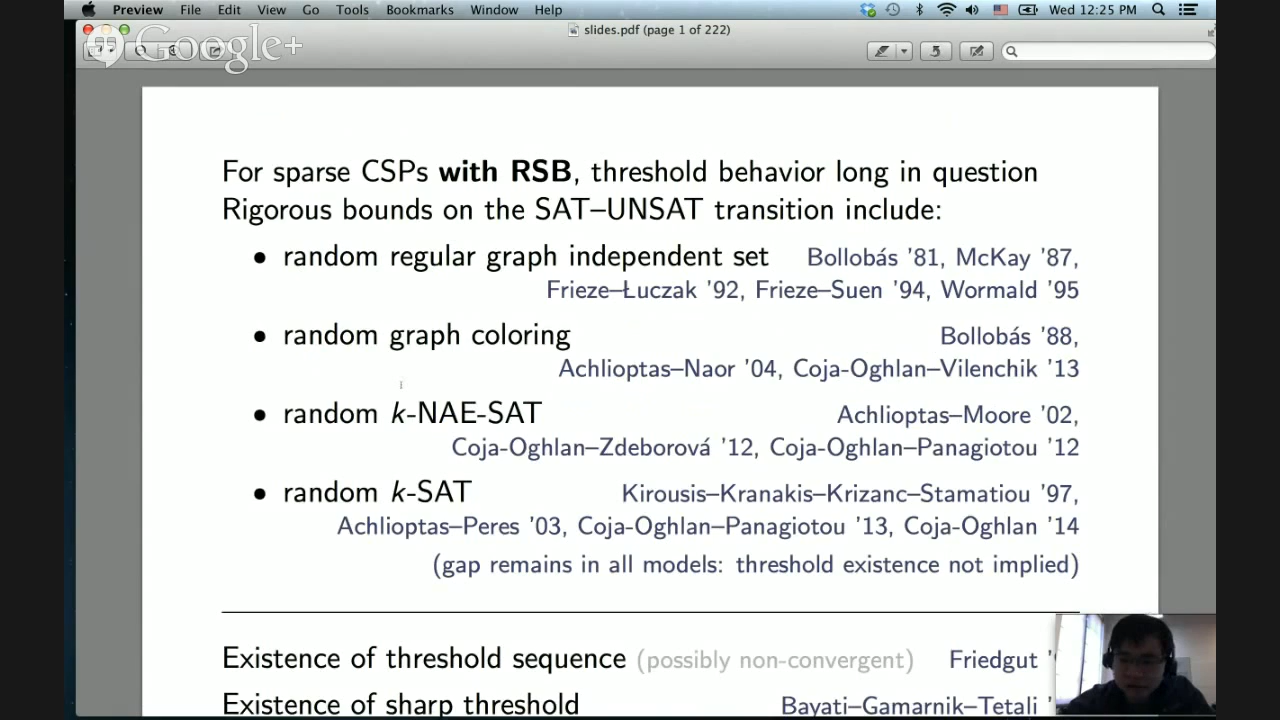 Preview File Edit View Go Tools Bookmarks Window Help Wed 12:25 PM
Google+
slides.pdf (page 1 of 222)
For sparse CSPs with RSB, threshold behavior long in question
Rigorous bounds on the SAT–UNSAT transition include:
• random regular graph independent set Bollobás '81, McKay '87,
Frieze–Łuczak '92, Frieze–Suen '94, Wormald '95
• random graph coloring Bollobás '88,
Achlioptas–Naor '04, Coja-Oghlan–Vilenchik '13
• random k-NAE-SAT Achlioptas–Moore '02,
Coja-Oghlan–Zdeborová '12, Coja-Oghlan–Panagiotou '12
• random k-SAT Kirousis–Kranakis–Krizanc–Stamatiou '97,
Achlioptas–Peres '03, Coja-Oghlan–Panagiotou '13, Coja-Oghlan '14
(gap remains in all models: threshold existence not implied)
Existence of threshold sequence (possibly non-convergent) Friedgut
Existence of sharp threshold Bayati–Gamarnik–Tetali